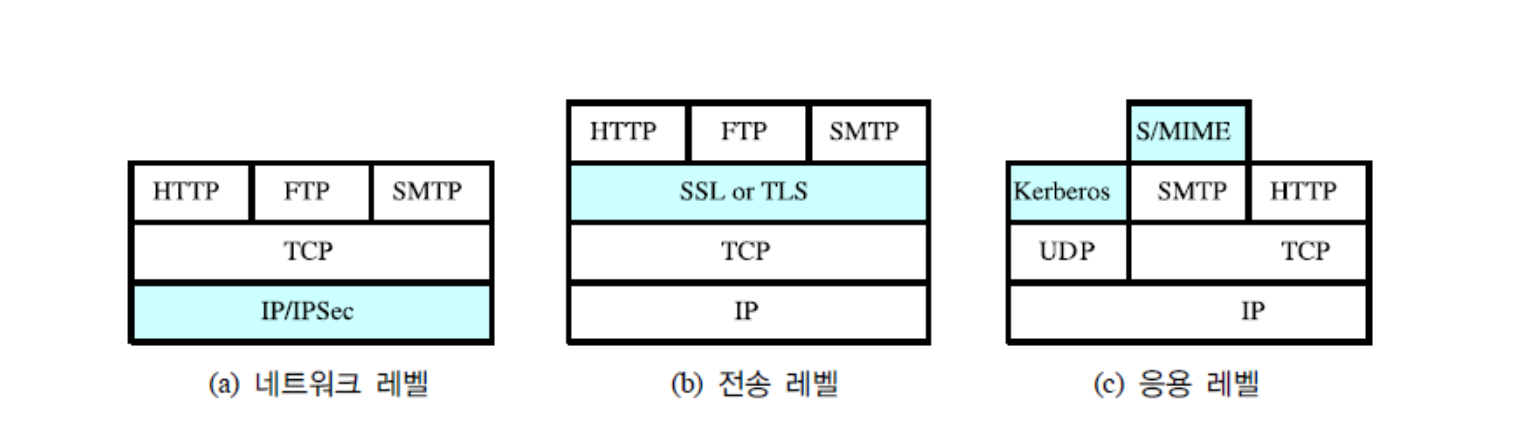 HTTP FTP SMTP
TCP
IP/IPSec
(a) 네트워크 레벨
HTTP FTP SMTP
SSL or TLS
TCP
IP
(b) 전송 레벨
S/MIME
Kerberos SMTP HTTP
UDP TCP
IP
(c) 응용 레벨